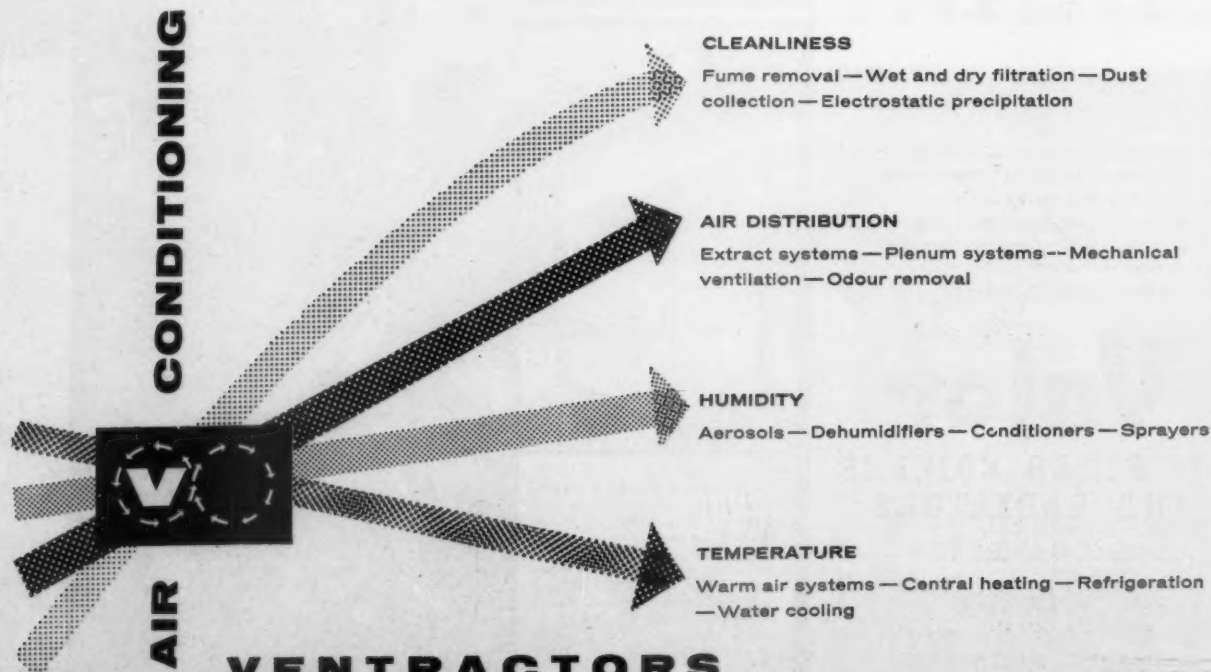 AIR CONDITIONING
CLEANLINESS
Fume removal — Wet and dry filtration — Dust
collection — Electrostatic precipitation
AIR DISTRIBUTION
Extract systems — Plenum systems -- Mechanical
ventilation — Odour removal
HUMIDITY
Aerosols — Dehumidifiers — Conditioners — Sprayers
TEMPERATURE
Warm air systems — Central heating — Refrigeration
— Water cooling
V
VENTRACTORS